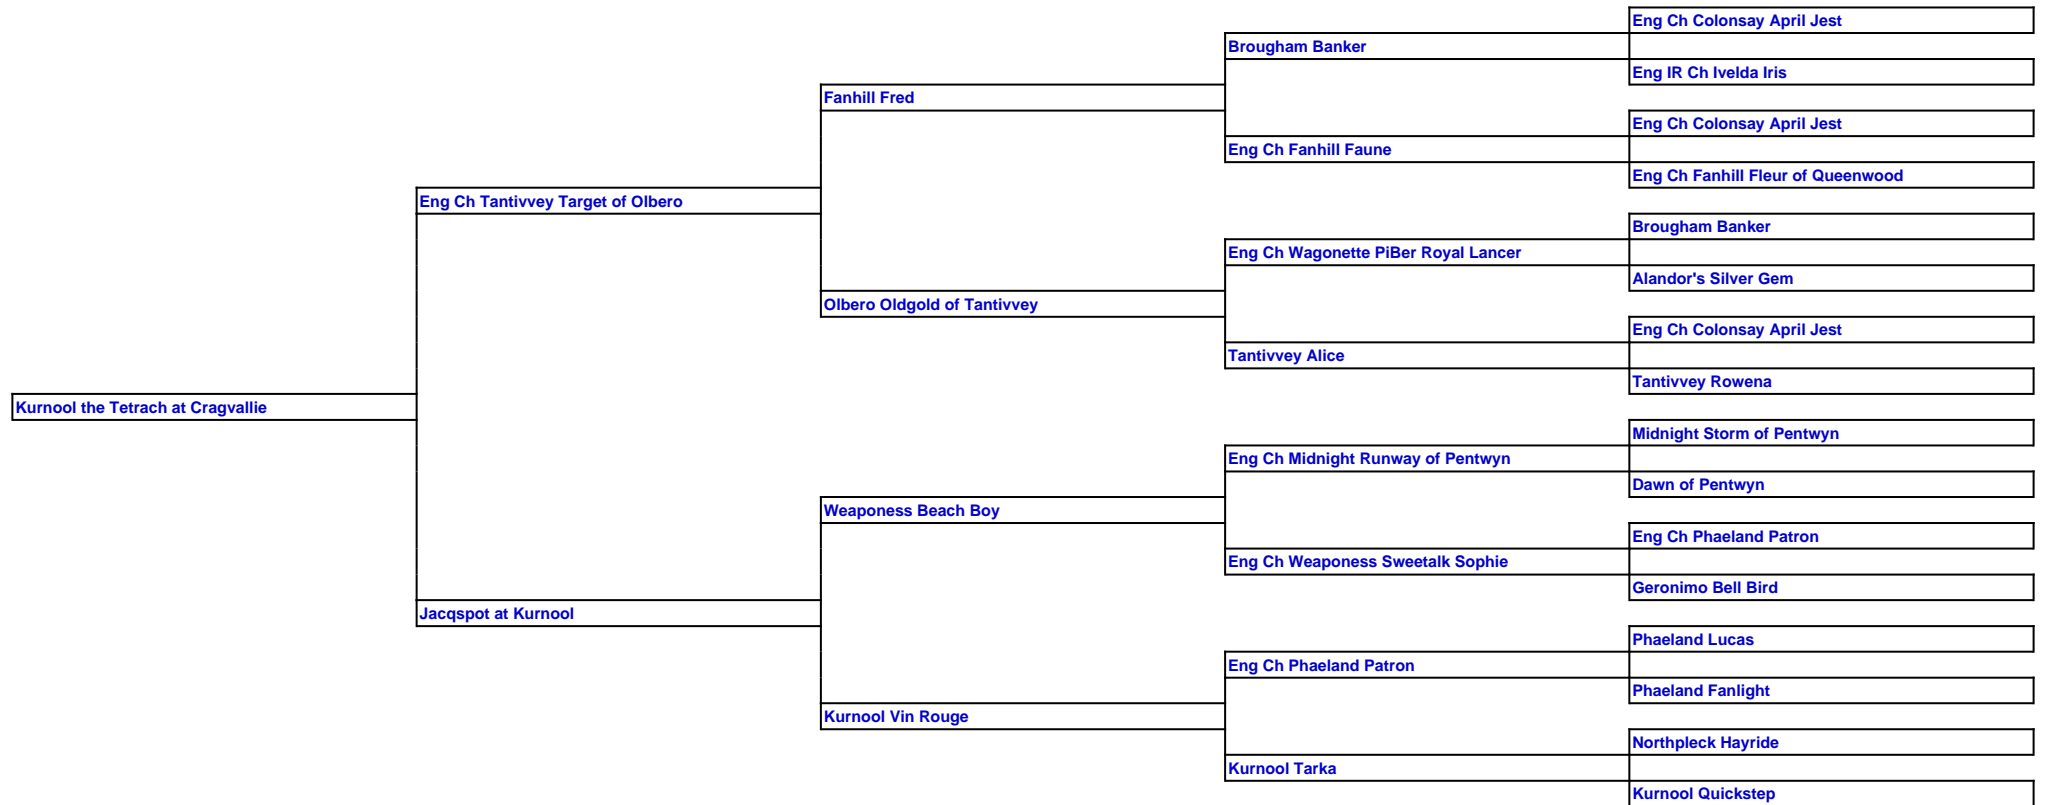 Eng Ch Colonsay April Jest
Brougham Banker
Eng IR Ch Ivelda Iris
Fanhill Fred
Eng Ch Colonsay April Jest
Eng Ch Fanhill Faune
Eng Ch Fanhill Fleur of Queenwood
Eng Ch Tantivvey Target of Olbero
Brougham Banker
Eng Ch Wagonette PiBer Royal Lancer
Alandor's Silver Gem
Olbero Oldgold of Tantivvey
Eng Ch Colonsay April Jest
Tantivvey Alice
Tantivvey Rowena
Kurnool the Tetrach at Cragvallie
Midnight Storm of Pentwyn
Eng Ch Midnight Runway of Pentwyn
Dawn of Pentwyn
Weaponess Beach Boy
Eng Ch Phaeland Patron
Eng Ch Weaponess Sweetalk Sophie
Geronimo Bell Bird
Jacqspot at Kurnool
Phaeland Lucas
Eng Ch Phaeland Patron
Phaeland Fanlight
Kurnool Vin Rouge
Northpleck Hayride
Kurnool Tarka
Kurnool Quickstep